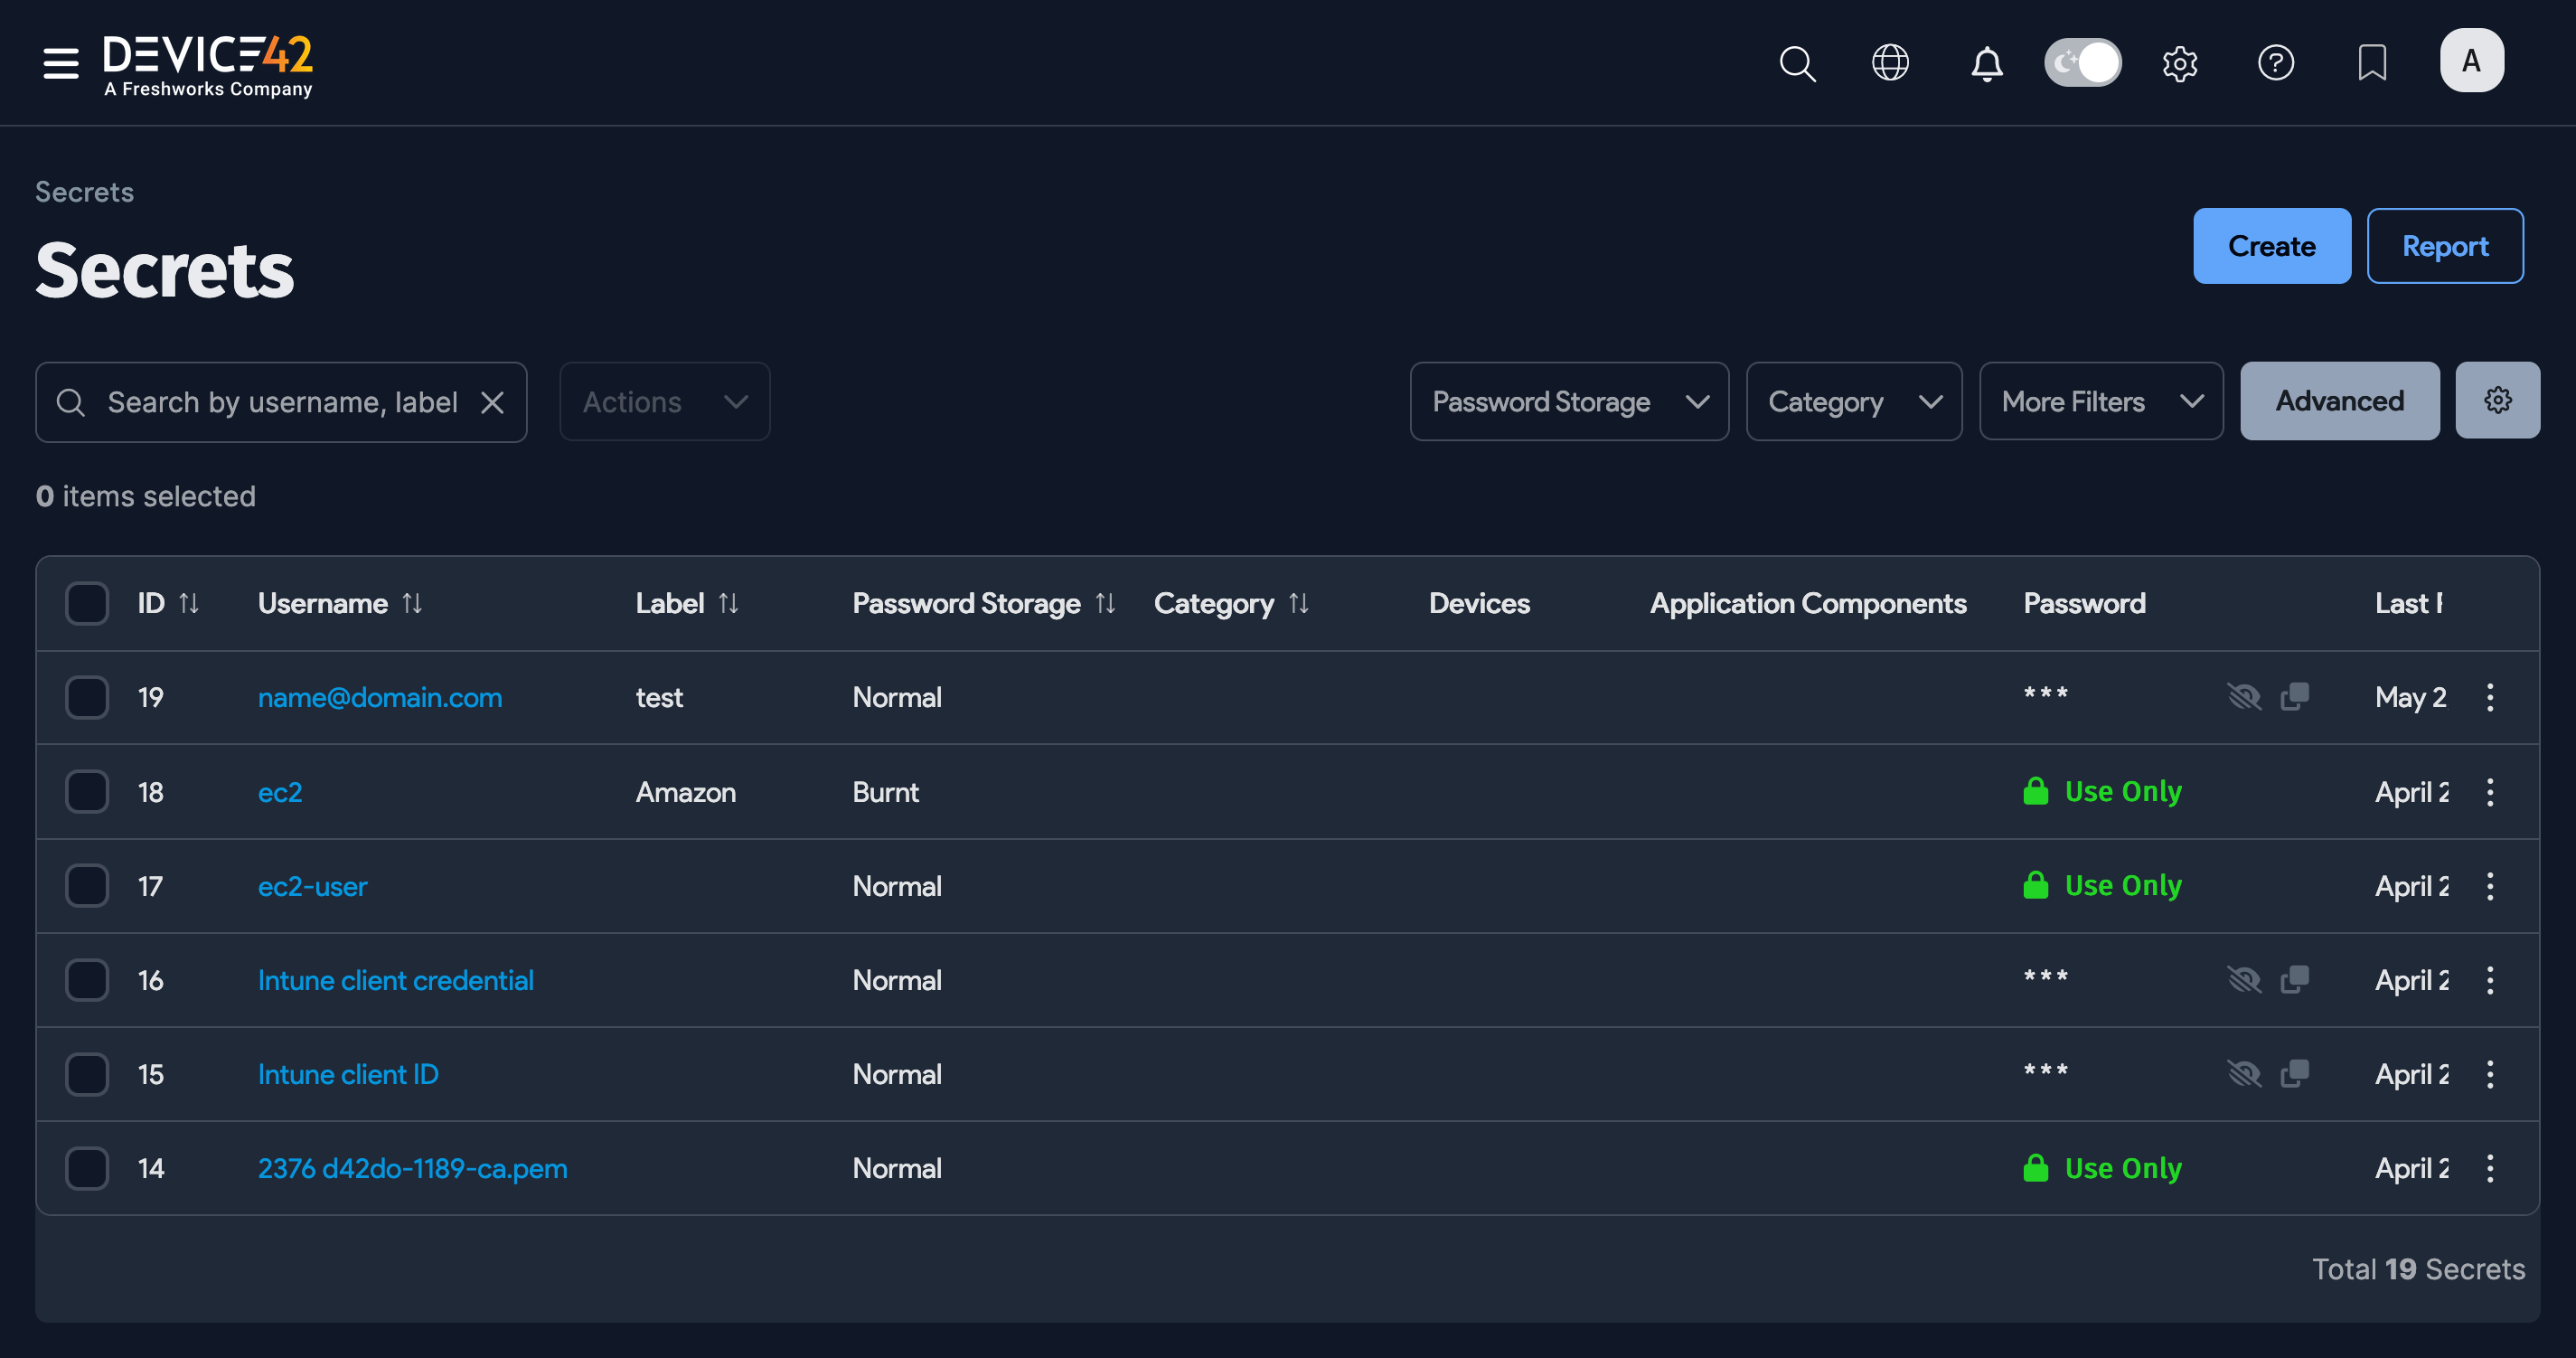 DEVICE42
A Freshworks Company
A
Secrets
Secrets
Create
Report
Search by username, label
Actions
Password Storage
Category
More Filters
Advanced
0 items selected
ID Username Label Password Storage Category Devices Application Components Password Last
19 name@domain.com test Normal *** May 2
18 ec2 Amazon Burnt Use Only April 2
17 ec2-user Normal Use Only April 2
16 Intune client credential Normal *** April 2
15 Intune client ID Normal *** April 2
14 2376 d42do-1189-ca.pem Normal Use Only April 2
Total 19 Secrets